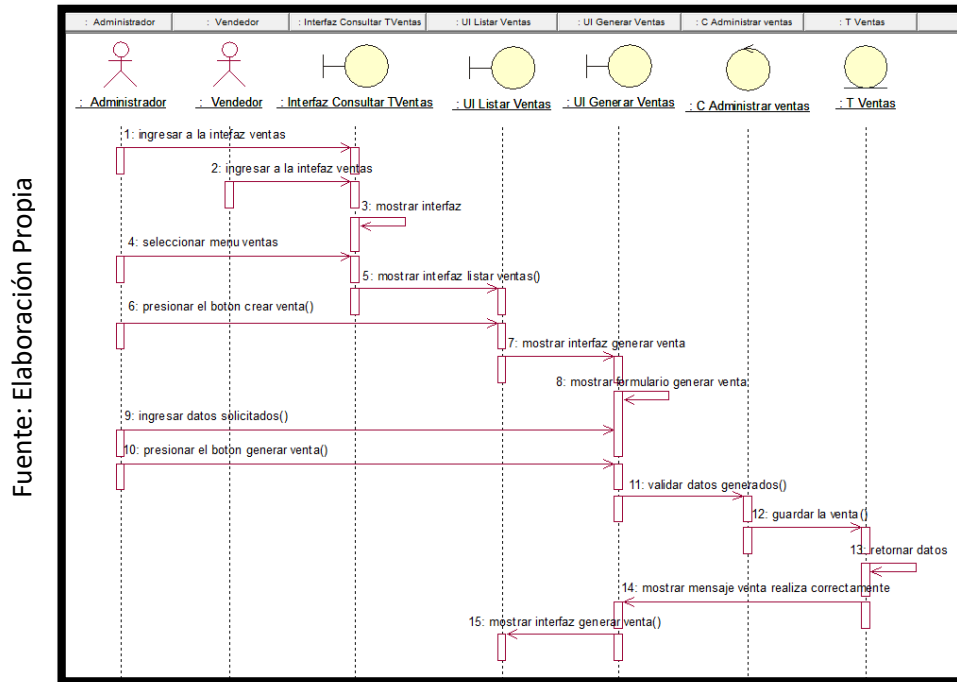 : Administrador
: Vendedor
: Interfaz Consultar TVentas
: UI Listar Ventas
: UI Generar Ventas
: C Administrar ventas
: T Ventas
: Administrador
: Vendedor
: Interfaz Consultar TVentas
: UI Listar Ventas
: UI Generar Ventas
: C Administrar ventas
: T Ventas
1: ingresar a la intefaz ventas
2: ingresar a la intefaz ventas
3: mostrar interfaz
4: seleccionar menu ventas
5: mostrar interfaz listar ventas()
6: presionar el boton crear venta()
7: mostrar interfaz generar venta
8: mostrar formulario generar venta
9: ingresar datos solicitados()
10: presionar el boton generar venta()
11: validar datos generados()
12: guardar la venta()
13: retornar datos
14: mostrar mensaje venta realiza correctamente
15: mostrar interfaz generar venta()
Fuente: Elaboración Propia